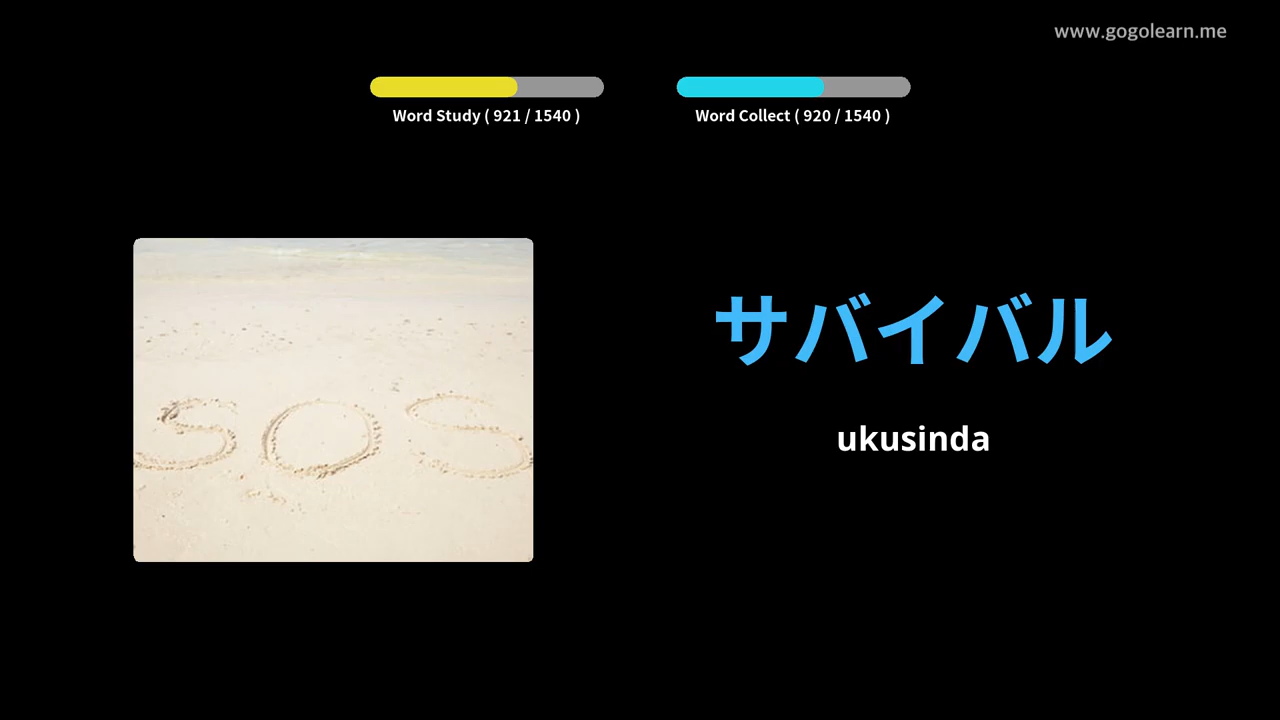 www.gogolearn.me
Word Study ( 921 / 1540 )
Word Collect ( 920 / 1540 )
SOS
サバイバル
ukusinda